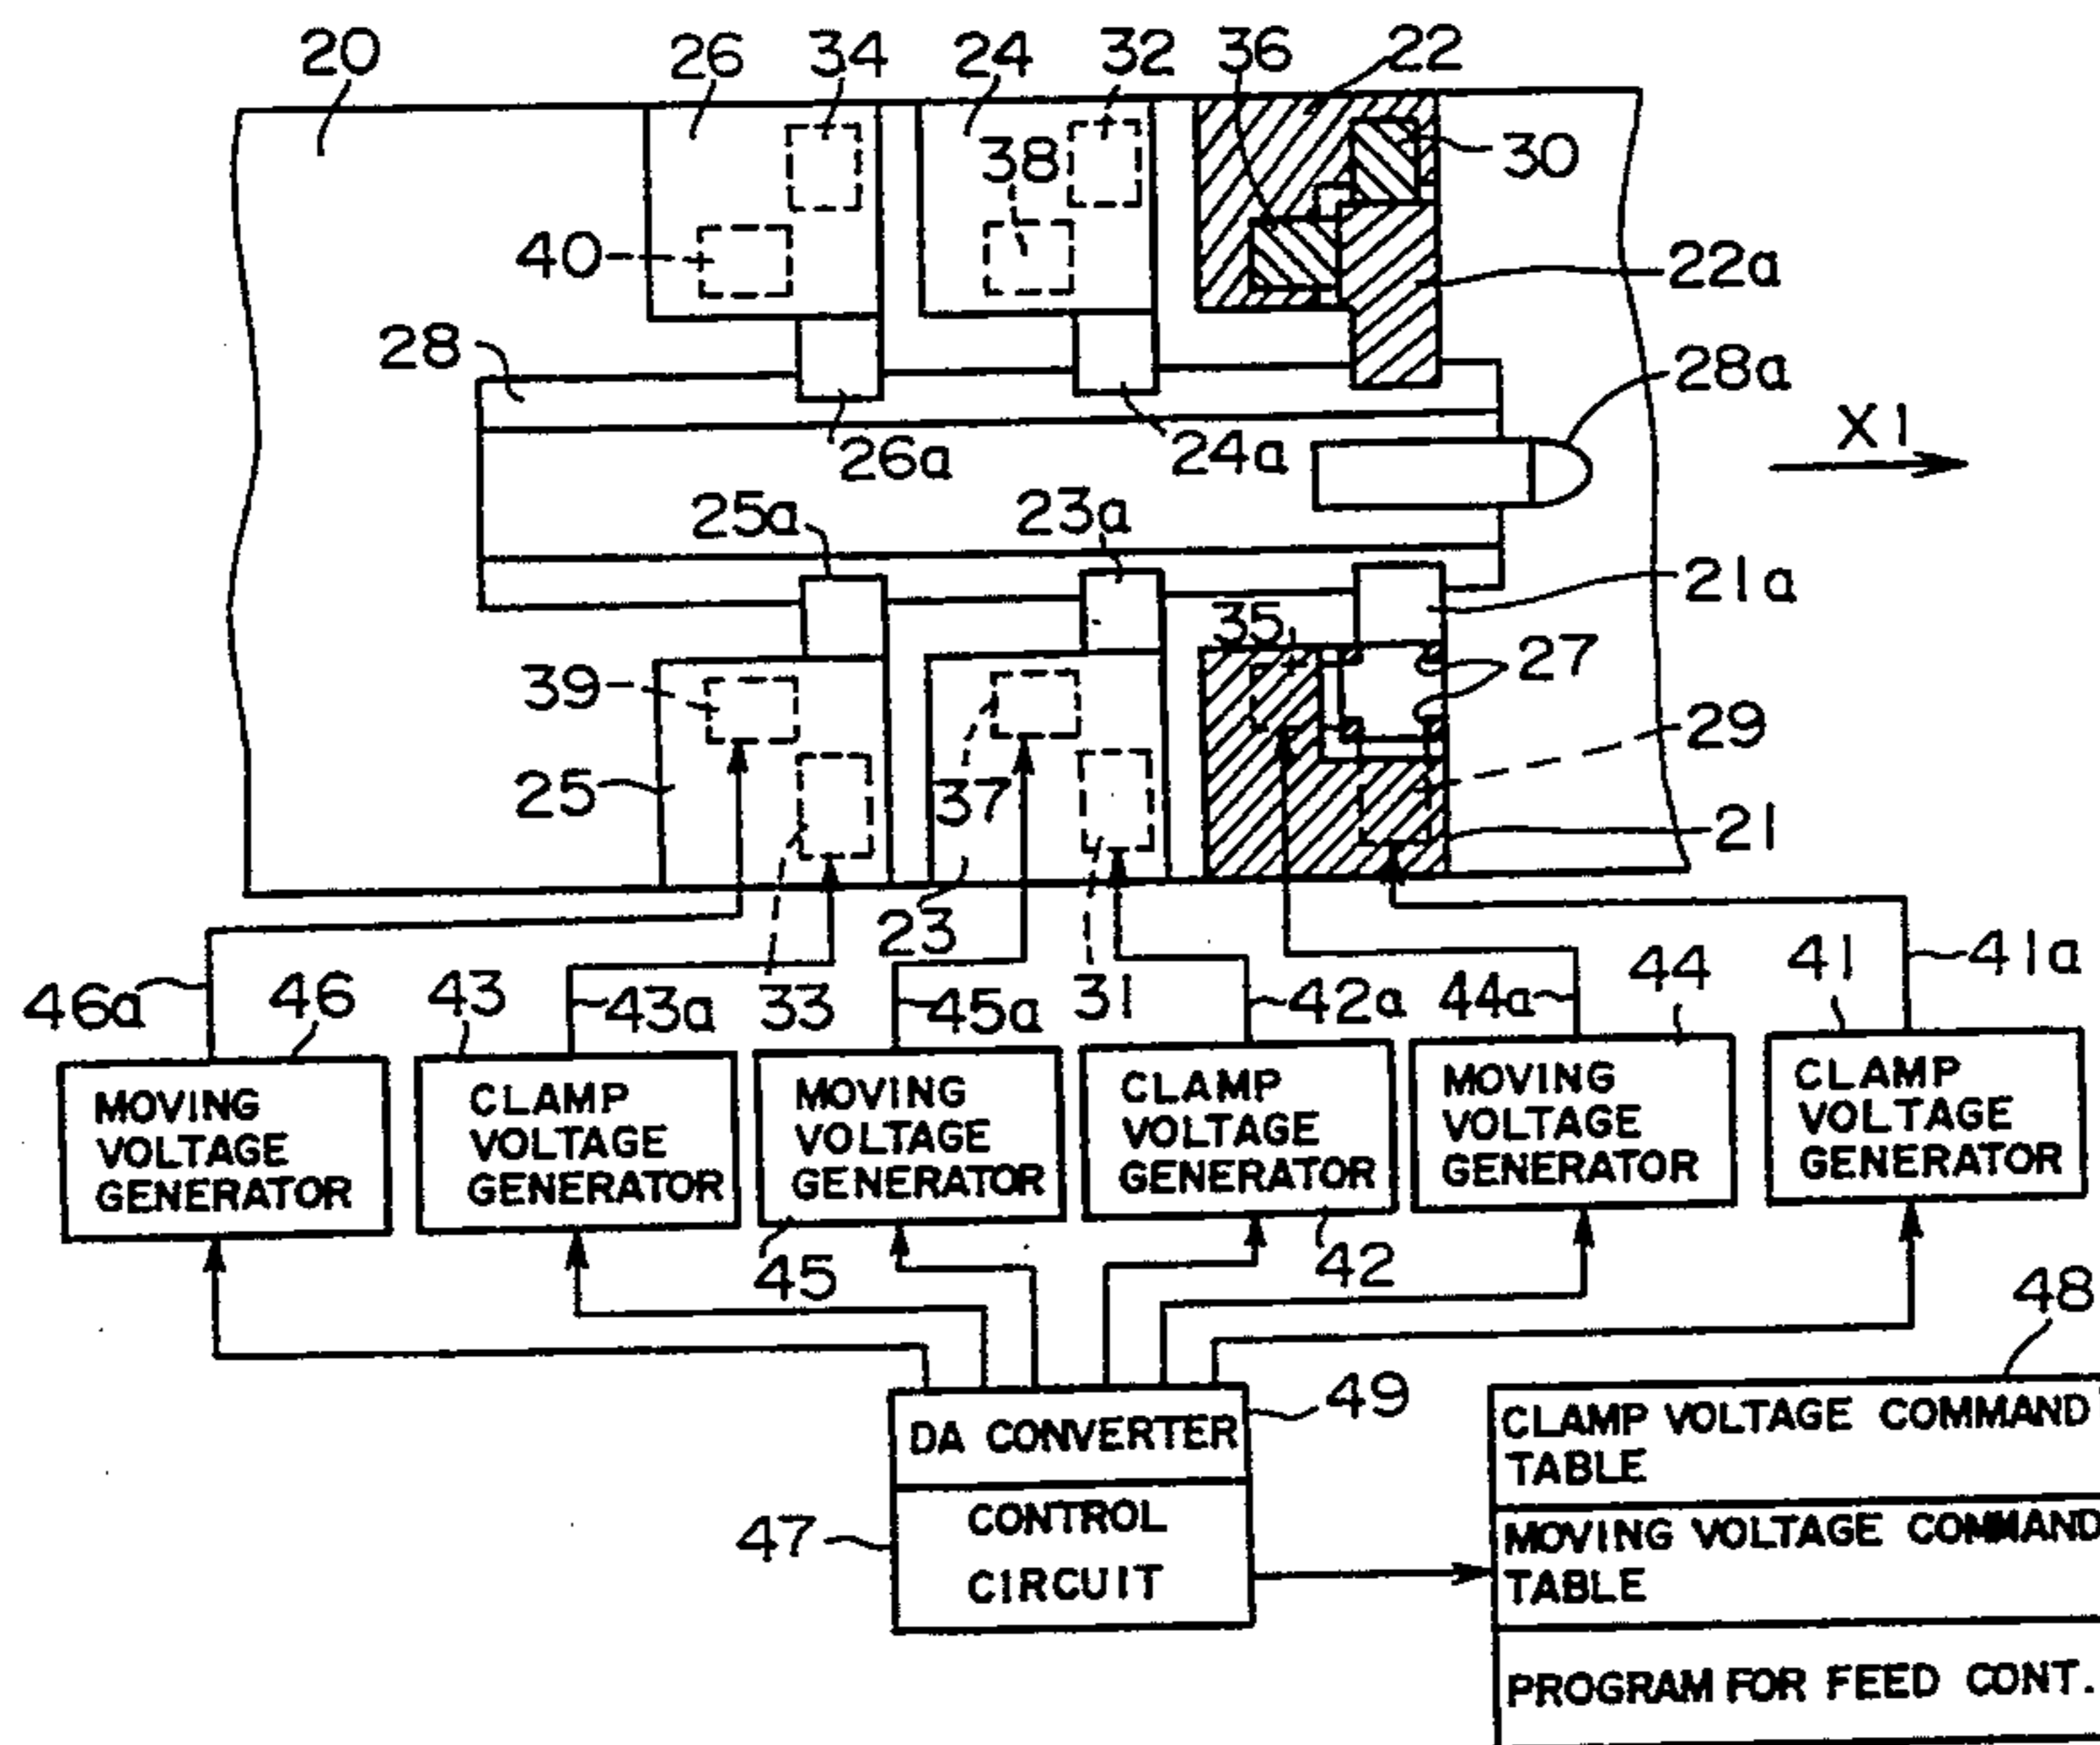 20 26 34 24 32 36 22
38 30
40 22a
28 28a
26a 24a X1
25a 23a
21a
35
39 27
29
25 37
21
23
46a 46 43 43a 33 45a 31 42a 44a 44 41 41a
MOVING
VOLTAGE
GENERATOR
CLAMP
VOLTAGE
GENERATOR
MOVING
VOLTAGE
GENERATOR
CLAMP
VOLTAGE
GENERATOR
MOVING
VOLTAGE
GENERATOR
CLAMP
VOLTAGE
GENERATOR
45 42 48
DA CONVERTER 49
47 CONTROL
CIRCUIT
CLAMP VOLTAGE COMMAND
TABLE
MOVING VOLTAGE COMMAND
TABLE
PROGRAM FOR FEED CONT.